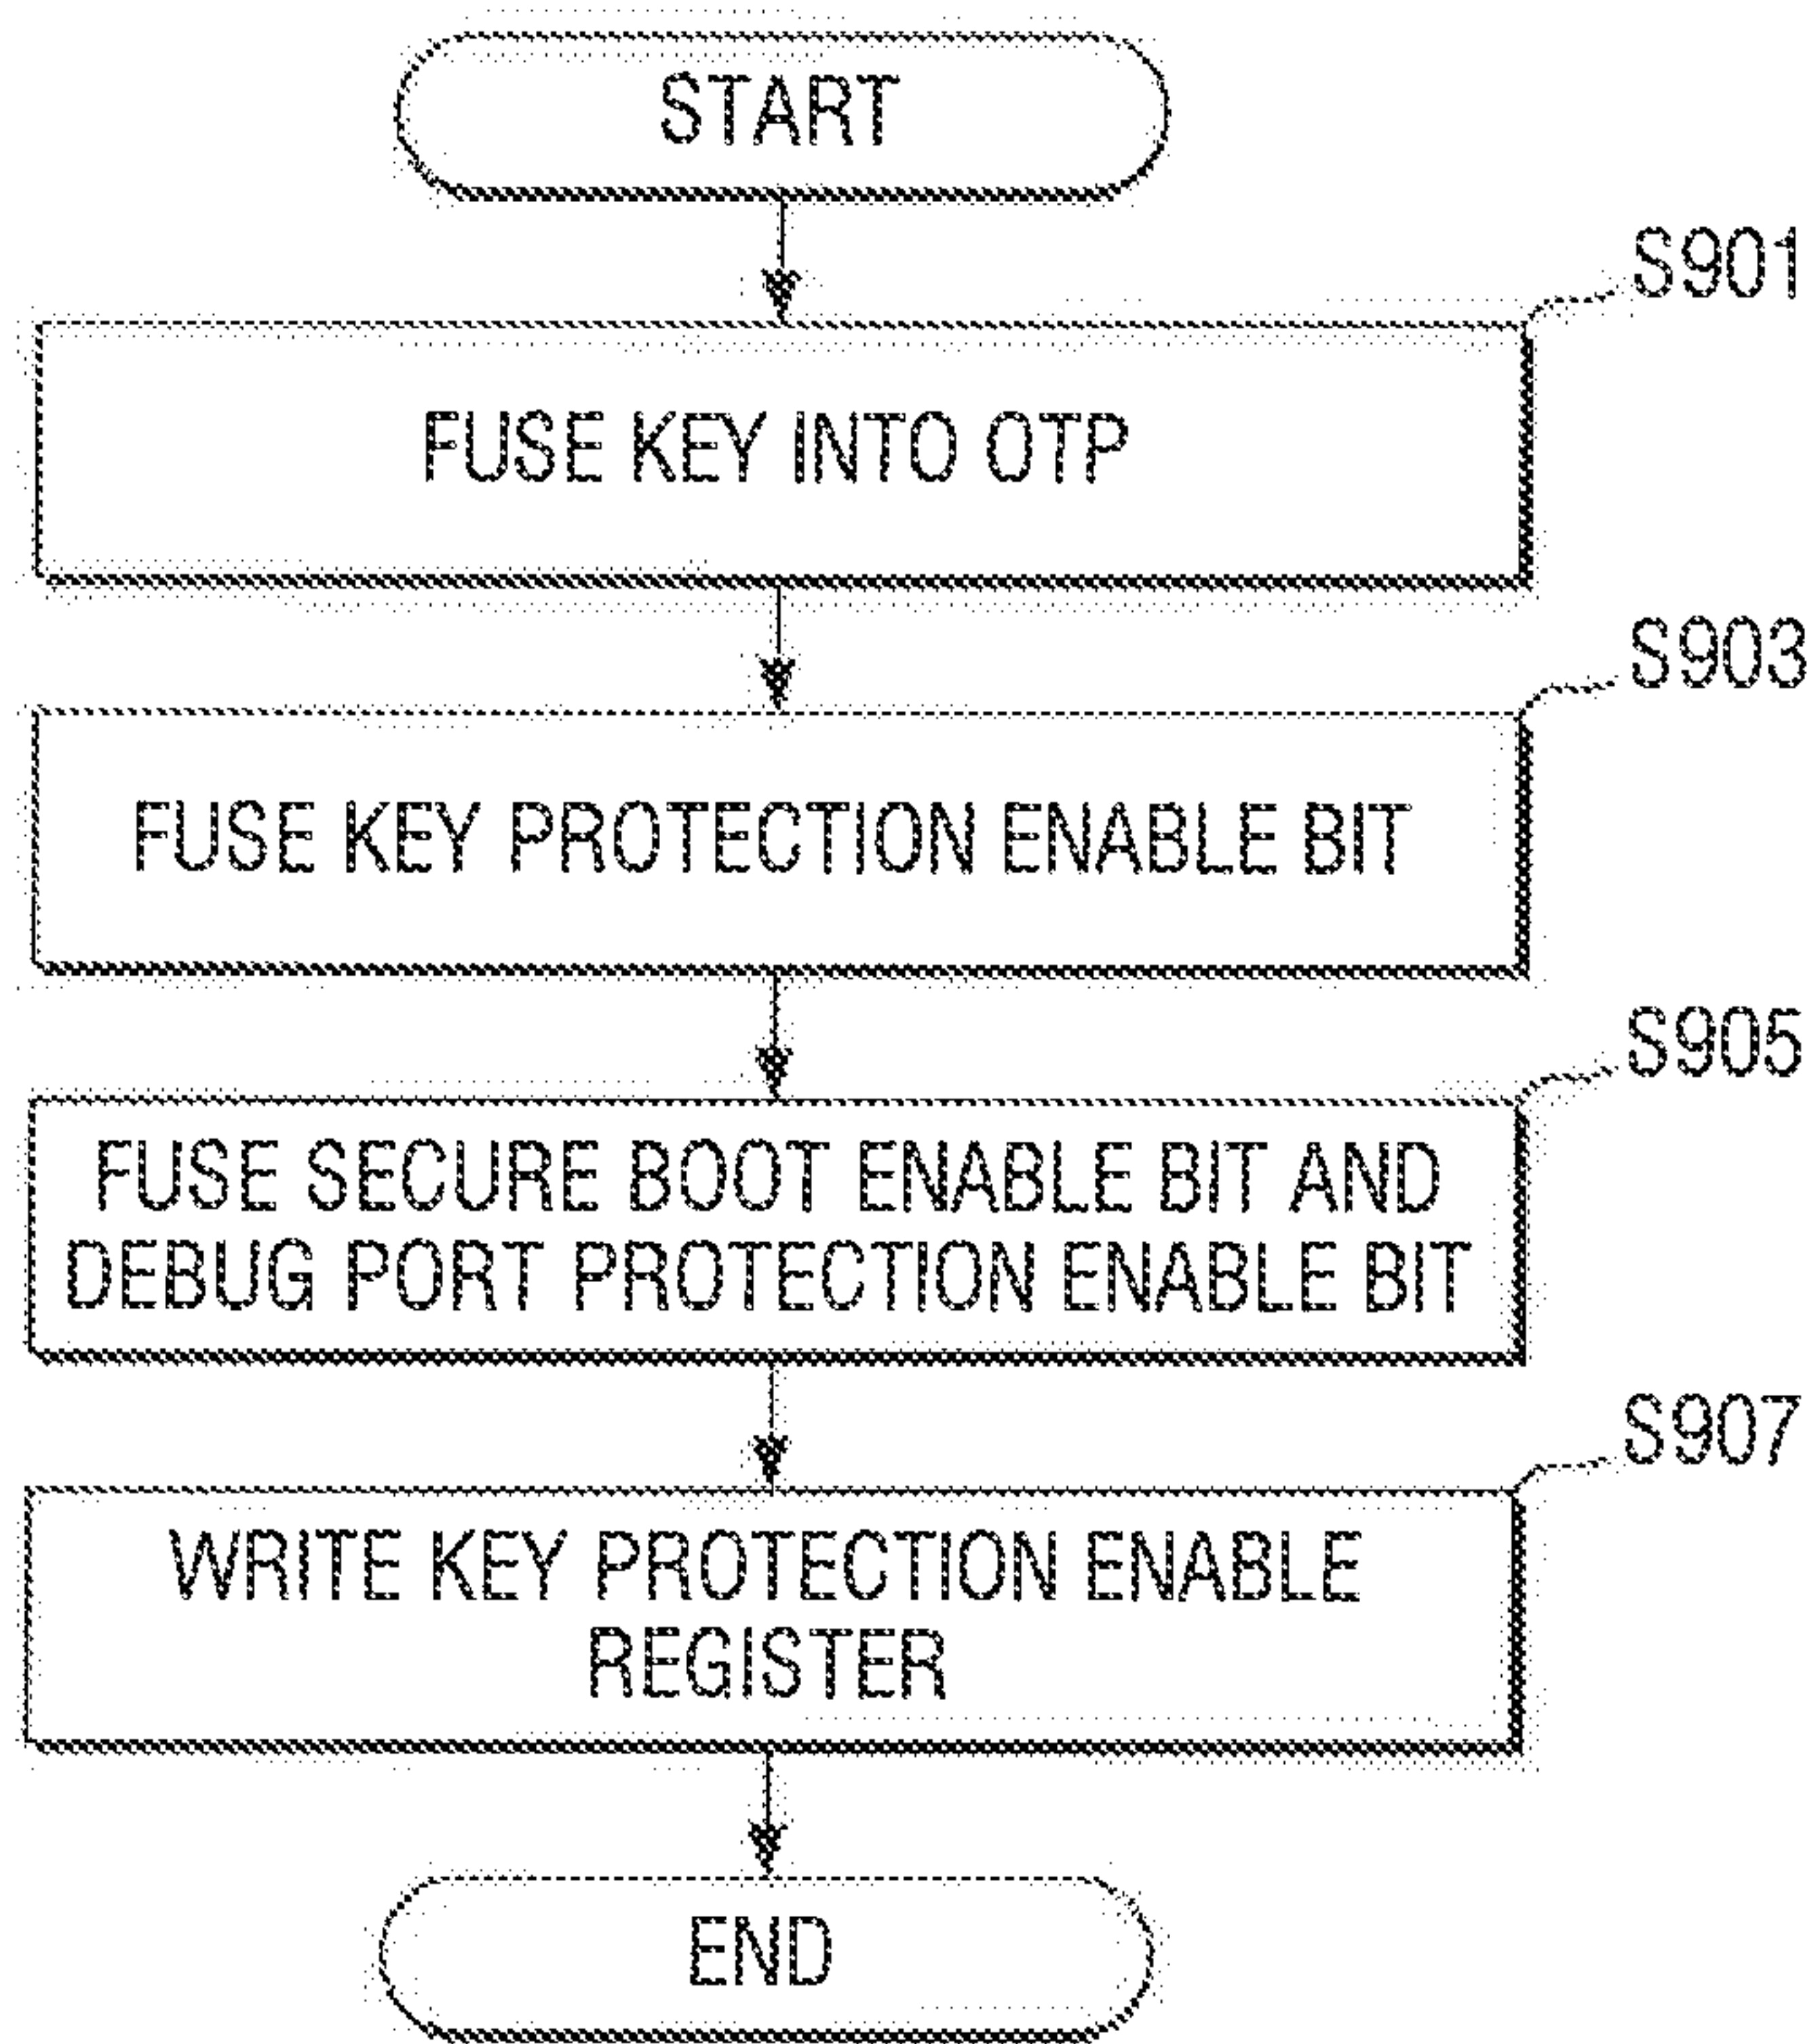 START
S901
FUSE KEY INTO OTP
S903
FUSE KEY PROTECTION ENABLE BIT
S905
FUSE SECURE BOOT ENABLE BIT AND
DEBUG PORT PROTECTION ENABLE BIT
S907
WRITE KEY PROTECTION ENABLE
REGISTER
END